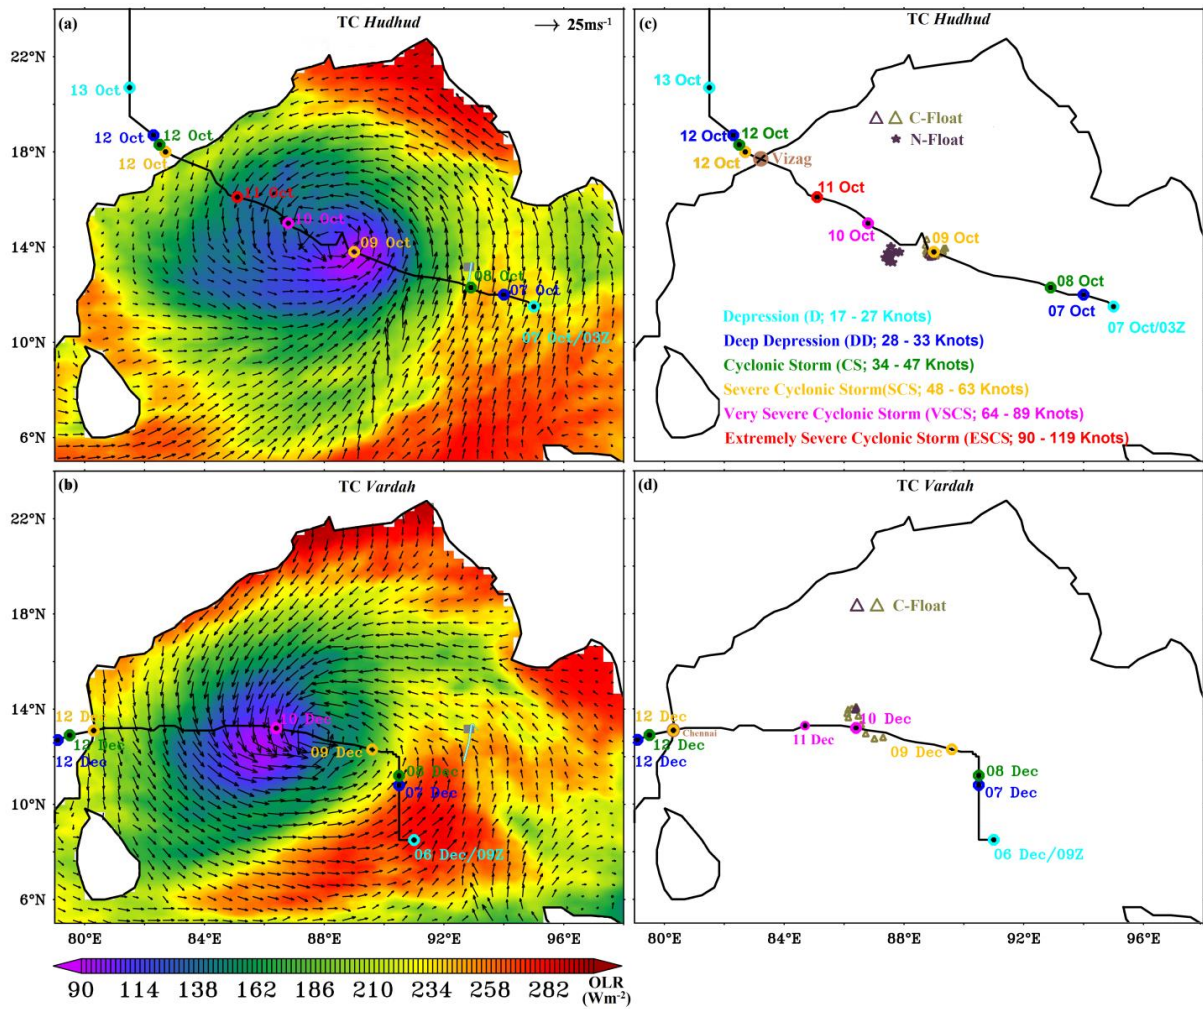 (a)
TC Hudhud
→ 25ms⁻¹
22°N
18°N
14°N
10°N
6°N
13 Oct
12 Oct
12 Oct
12 Oct
11 Oct
10 Oct
09 Oct
08 Oct
07 Oct
07 Oct/03Z
(c)
TC Hudhud
13 Oct
12 Oct
12 Oct
12 Oct
Vizag
C-Float
N-Float
11 Oct
10 Oct
09 Oct
08 Oct
07 Oct
07 Oct/03Z
Depression (D; 17 - 27 Knots)
Deep Depression (DD; 28 - 33 Knots)
Cyclonic Storm (CS; 34 - 47 Knots)
Severe Cyclonic Storm(SCS; 48 - 63 Knots)
Very Severe Cyclonic Storm (VSCS; 64 - 89 Knots)
Extremely Severe Cyclonic Storm (ESCS; 90 - 119 Knots)
(b)
TC Vardah
22°N
18°N
14°N
10°N
6°N
12 Dec
12 Dec
12 Dec
10 Dec
09 Dec
08 Dec
07 Dec
06 Dec/09Z
80°E
84°E
88°E
92°E
96°E
(d)
TC Vardah
C-Float
12 Dec
Chennai
12 Dec
12 Dec
11 Dec
10 Dec
09 Dec
08 Dec
07 Dec
06 Dec/09Z
80°E
84°E
88°E
92°E
96°E
90 114 138 162 186 210 234 258 282
OLR
(Wm⁻²)